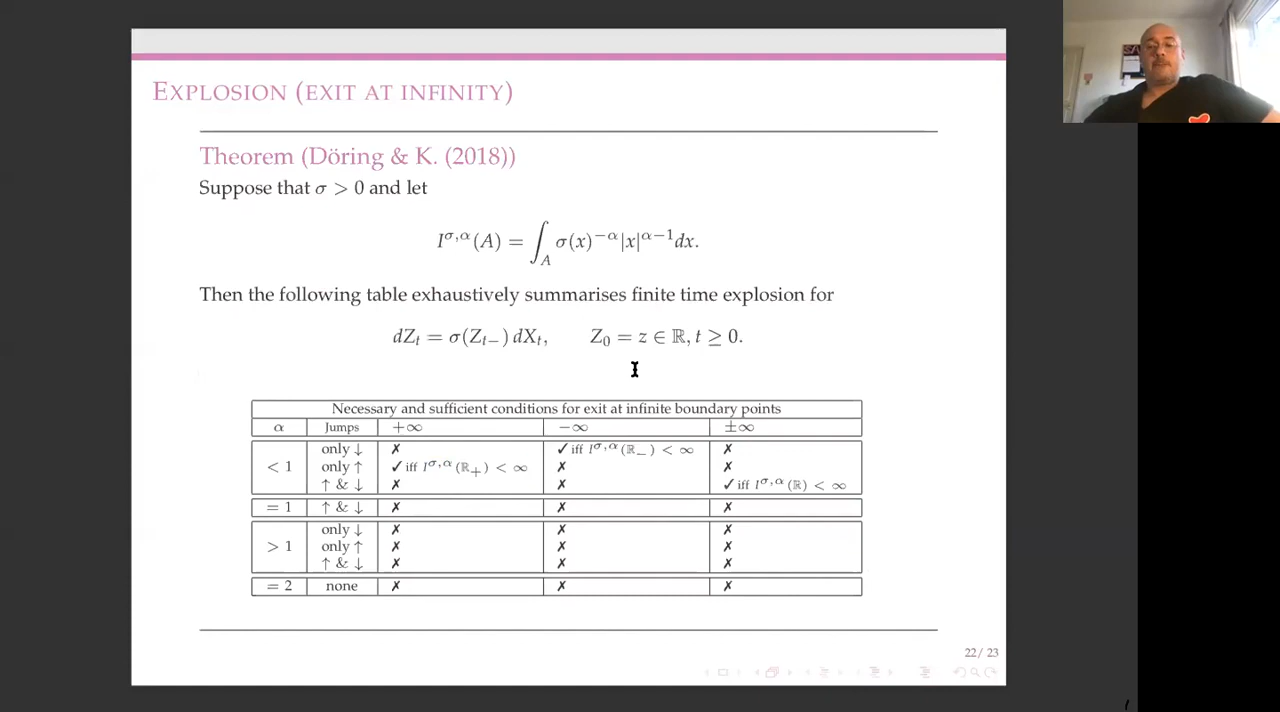 EXPLOSION (EXIT AT INFINITY)
Theorem (Döring & K. (2018))
Suppose that σ > 0 and let
I^{σ,α}(A) = ∫_A σ(x)^{−α}|x|^{α−1}dx.
Then the following table exhaustively summarises finite time explosion for
dZ_t = σ(Z_{t−}) dX_t, Z_0 = z ∈ ℝ, t ≥ 0.
Necessary and sufficient conditions for exit at infinite boundary points
α Jumps +∞ −∞ ±∞
only ↓ ✗ ✓ iff I^{σ,α}(ℝ_−) < ∞ ✗
< 1 only ↑ ✓ iff I^{σ,α}(ℝ_+) < ∞ ✗ ✗
↑ & ↓ ✗ ✗ ✓ iff I^{σ,α}(ℝ) < ∞
= 1 ↑ & ↓ ✗ ✗ ✗
only ↓ ✗ ✗ ✗
> 1 only ↑ ✗ ✗ ✗
↑ & ↓ ✗ ✗ ✗
= 2 none ✗ ✗ ✗
22 / 23